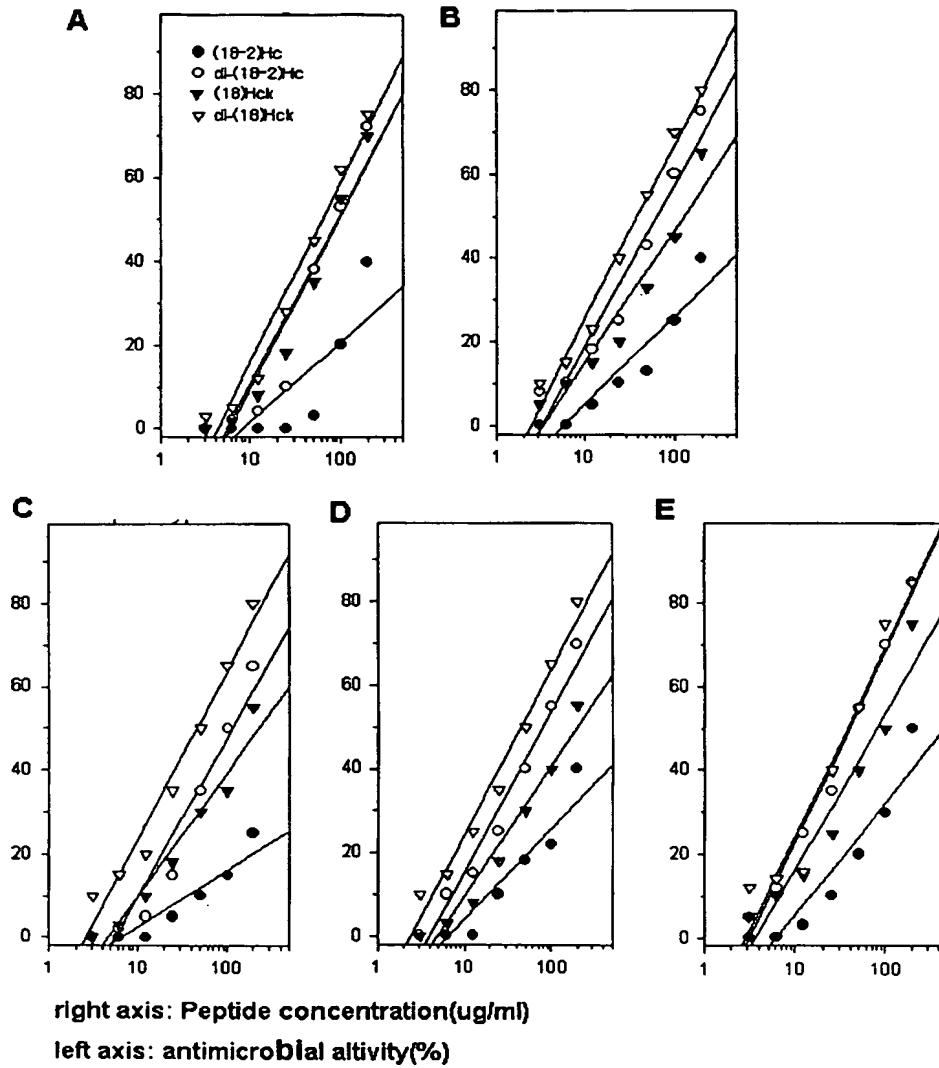 A
(18-2)Hc
di-(18-2)Hc
(18)Hck
di-(18)Hck
80
60
40
20
0
1 10 100
B
80
60
40
20
0
1 10 100
C
80
60
40
20
0
1 10 100
D
80
60
40
20
0
1 10 100
E
80
60
40
20
0
1 10 100
right axis: Peptide concentration(ug/ml)
left axis: antimicrobial altivity(%)